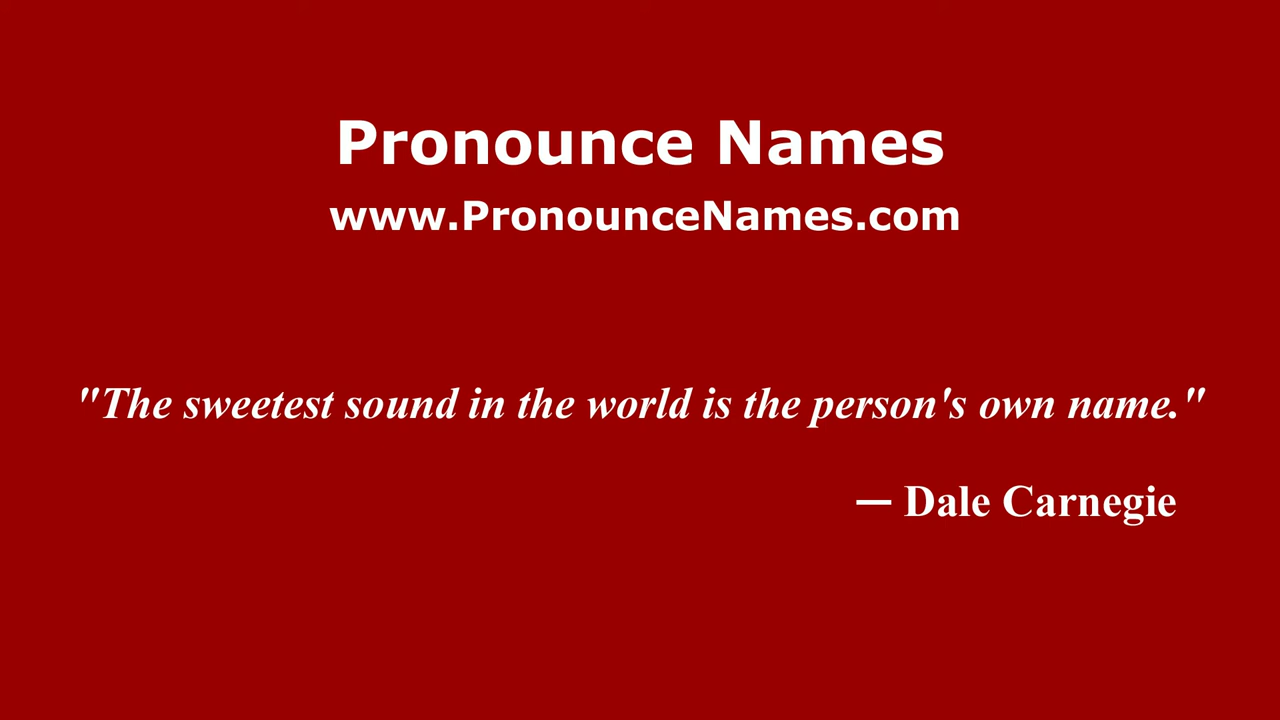 Pronounce Names
www.PronounceNames.com
"The sweetest sound in the world is the person's own name."
— Dale Carnegie